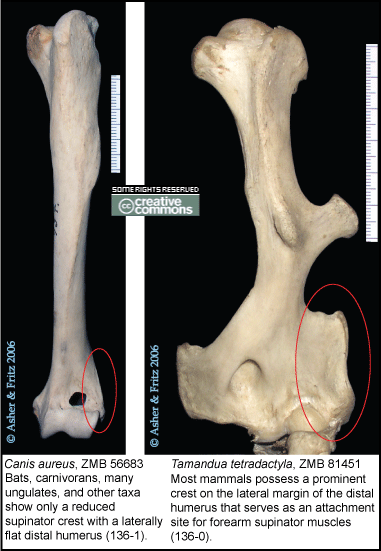 SOME RIGHTS RESERVED
cc creative
commons
© Asher & Fritz 2006
© Asher & Fritz 2006
Canis aureus, ZMB 56683
Bats, carnivorans, many
ungulates, and other taxa
show only a reduced
supinator crest with a laterally
flat distal humerus (136-1).
Tamandua tetradactyla, ZMB 81451
Most mammals possess a prominent
crest on the lateral margin of the distal
humerus that serves as an attachment
site for forearm supinator muscles
(136-0).